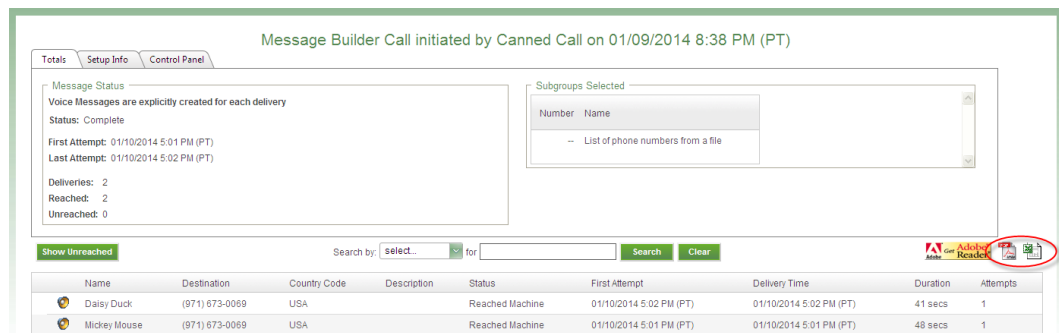 Message Builder Call initiated by Canned Call on 01/09/2014 8:38 PM (PT)
Totals Setup Info Control Panel
Message Status
Voice Messages are explicitly created for each delivery
Status: Complete
First Attempt: 01/10/2014 5:01 PM (PT)
Last Attempt: 01/10/2014 5:02 PM (PT)
Deliveries: 2
Reached: 2
Unreached: 0
Subgroups Selected
Number Name
-- List of phone numbers from a file
Show Unreached Search by: select... for Search Clear Adobe Get Adobe Reader
Name Destination Country Code Description Status First Attempt Delivery Time Duration Attempts
Daisy Duck (971) 673-0069 USA Reached Machine 01/10/2014 5:02 PM (PT) 01/10/2014 5:02 PM (PT) 41 secs 1
Mickey Mouse (971) 673-0069 USA Reached Machine 01/10/2014 5:01 PM (PT) 01/10/2014 5:01 PM (PT) 48 secs 1